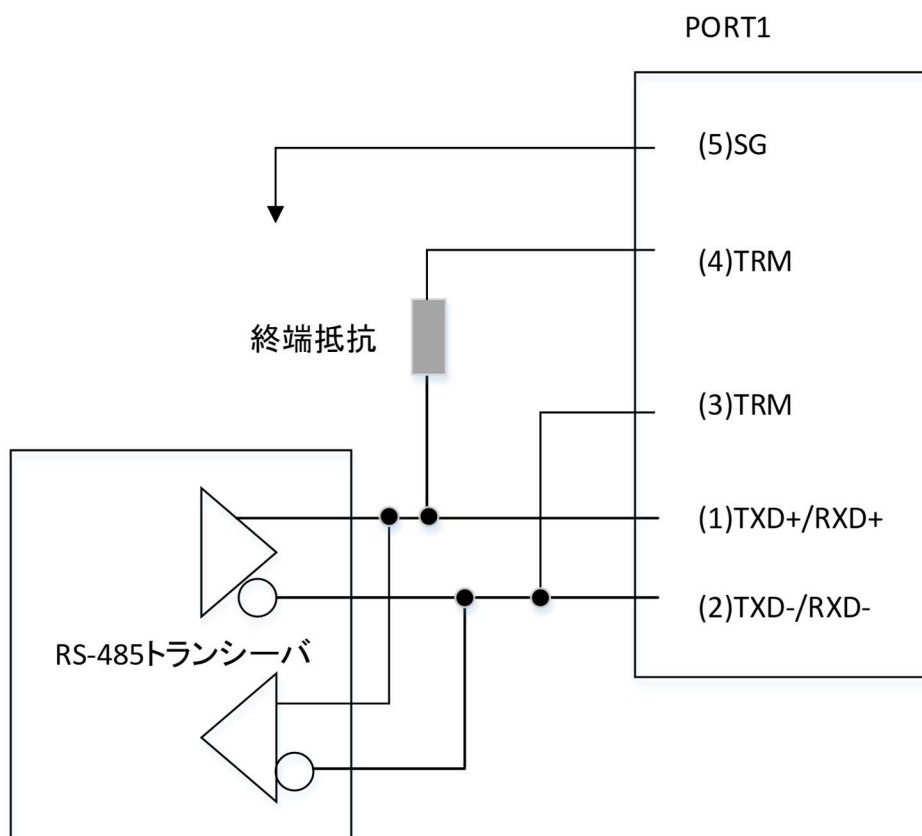 PORT1
(5)SG
(4)TRM
終端抵抗
(3)TRM
(1)TXD+/RXD+
(2)TXD-/RXD-
RS-485トランシーバ